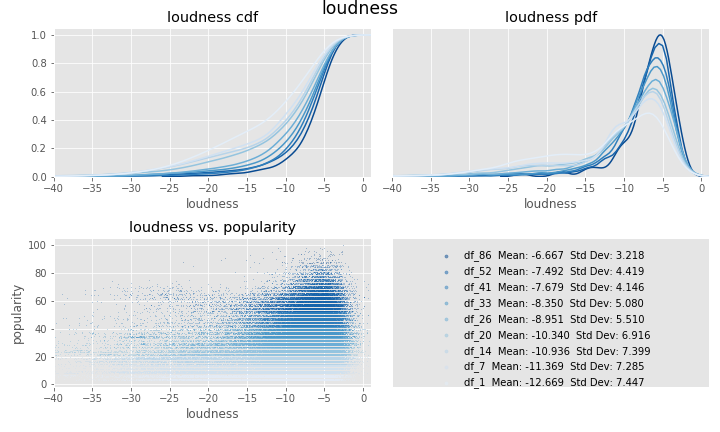 loudness
loudness cdf
loudness pdf
1.0
0.8
0.6
0.4
0.2
0.0
−40 −35 −30 −25 −20 −15 −10 −5 0
loudness
−40 −35 −30 −25 −20 −15 −10 −5 0
loudness
loudness vs. popularity
popularity
100
80
60
40
20
0
−40 −35 −30 −25 −20 −15 −10 −5 0
loudness
df_86 Mean: -6.667 Std Dev: 3.218
df_52 Mean: -7.492 Std Dev: 4.419
df_41 Mean: -7.679 Std Dev: 4.146
df_33 Mean: -8.350 Std Dev: 5.080
df_26 Mean: -8.951 Std Dev: 5.510
df_20 Mean: -10.340 Std Dev: 6.916
df_14 Mean: -10.936 Std Dev: 7.399
df_7 Mean: -11.369 Std Dev: 7.285
df_1 Mean: -12.669 Std Dev: 7.447